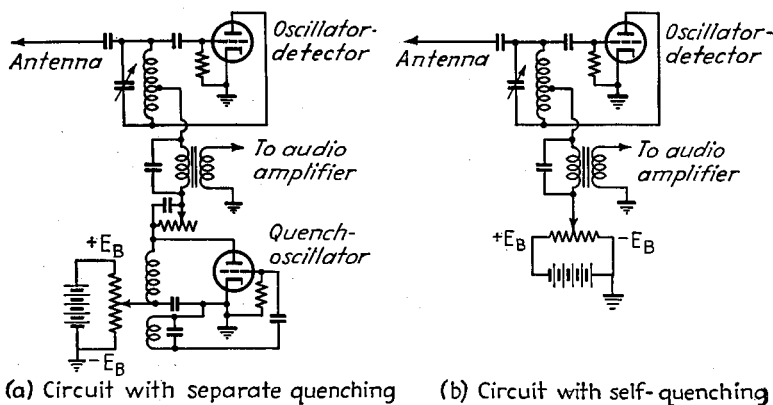 Oscillator-
detector
Antenna
To audio
amplifier
Quench-
oscillator
+E_B
-E_B
(a) Circuit with separate quenching
Oscillator-
detector
Antenna
To audio
amplifier
+E_B
-E_B
(b) Circuit with self-quenching